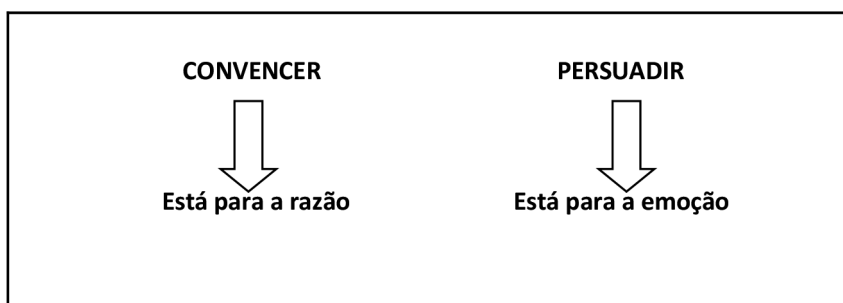 CONVENCER PERSUADIR
Está para a razão Está para a emoção